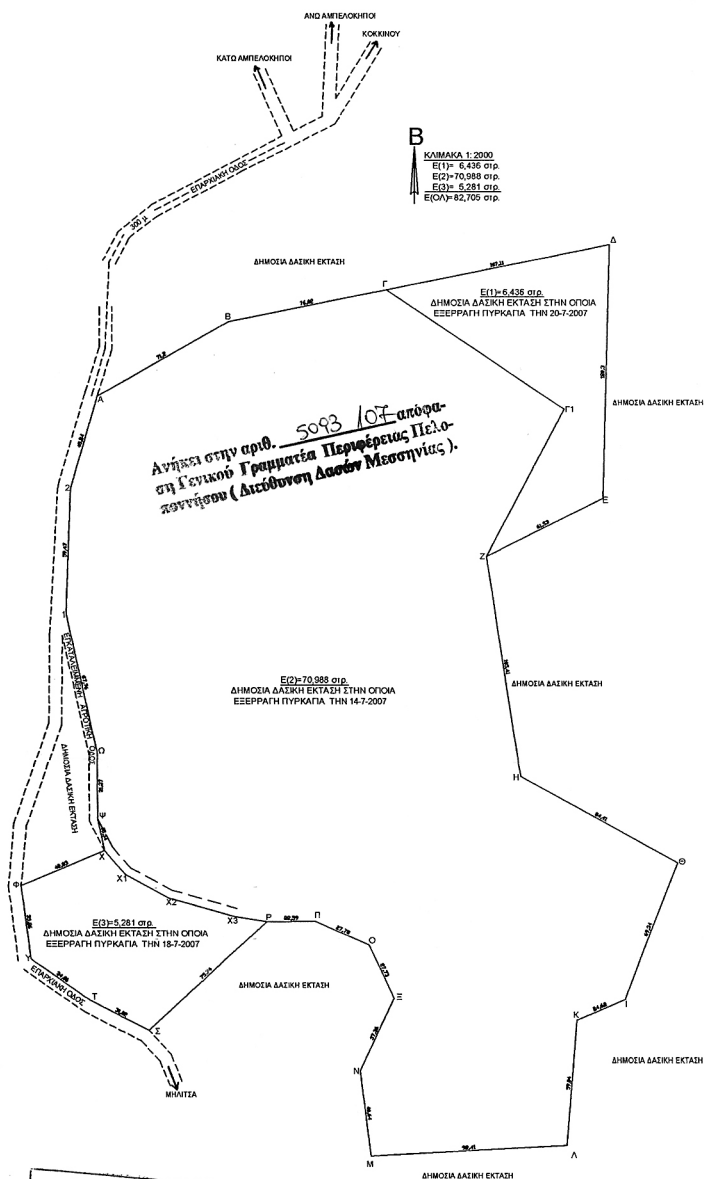 ΑΝΩ ΑΜΠΕΛΟΚΗΠΟΙ
ΚΟΚΚΙΝΟΥ
ΚΑΤΩ ΑΜΠΕΛΟΚΗΠΟΙ
Β
ΚΛΙΜΑΚΑ 1: 2000
Ε(1)= 6,436 στρ.
Ε(2)=70,988 στρ.
Ε(3)= 5,281 στρ.
Ε(ΟΛ)=82,705 στρ.
ΕΠΑΡΧΙΑΚΗ ΟΔΟΣ
300 μ
Δ
ΔΗΜΟΣΙΑ ΔΑΣΙΚΗ ΕΚΤΑΣΗ
Γ
Ε(1)=6,436 στρ.
ΔΗΜΟΣΙΑ ΔΑΣΙΚΗ ΕΚΤΑΣΗ ΣΤΗΝ ΟΠΟΙΑ
ΕΞΕΡΡΑΓΗ ΠΥΡΚΑΓΙΑ ΤΗΝ 20-7-2007
Β
Α
ΔΗΜΟΣΙΑ ΔΑΣΙΚΗ ΕΚΤΑΣΗ
Γ1
Ανήκει στην αριθ. 5093/07 απόφα-
ση Γενικού Γραμματέα Περιφέρειας Πελο-
ποννήσου ( Διεύθυνση Δασών Μεσσηνίας ).
2
Ε
Ζ
1
ΕΓΚΑΤΑΛΕΙΜΜΕΝΗ ΑΓΡΟΤΙΚΗ ΟΔΟΣ
Ε(2)=70,988 στρ.
ΔΗΜΟΣΙΑ ΔΑΣΙΚΗ ΕΚΤΑΣΗ ΣΤΗΝ ΟΠΟΙΑ
ΕΞΕΡΡΑΓΗ ΠΥΡΚΑΓΙΑ ΤΗΝ 14-7-2007
ΔΗΜΟΣΙΑ ΔΑΣΙΚΗ ΕΚΤΑΣΗ
Ω
ΔΗΜΟΣΙΑ ΔΑΣΙΚΗ ΕΚΤΑΣΗ
Η
Ψ
Χ
Θ
Χ1
Φ
Χ2
Χ3
Ρ
Π
Ε(3)=5,281 στρ.
ΔΗΜΟΣΙΑ ΔΑΣΙΚΗ ΕΚΤΑΣΗ ΣΤΗΝ ΟΠΟΙΑ
ΕΞΕΡΡΑΓΗ ΠΥΡΚΑΓΙΑ ΤΗΝ 18-7-2007
Ο
Υ
ΕΠΑΡΧΙΑΚΗ ΟΔΟΣ
ΔΗΜΟΣΙΑ ΔΑΣΙΚΗ ΕΚΤΑΣΗ
Τ
Ξ
Ι
Σ
Κ
Ν
ΔΗΜΟΣΙΑ ΔΑΣΙΚΗ ΕΚΤΑΣΗ
ΜΗΛΙΤΣΑ
Μ
Λ
ΔΗΜΟΣΙΑ ΔΑΣΙΚΗ ΕΚΤΑΣΗ